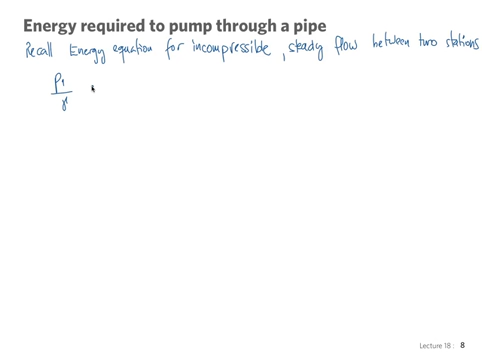 Energy required to pump through a pipe
Recall Energy equation for incompressible, steady flow between two stations
P1
γ
Lecture 18 : 8